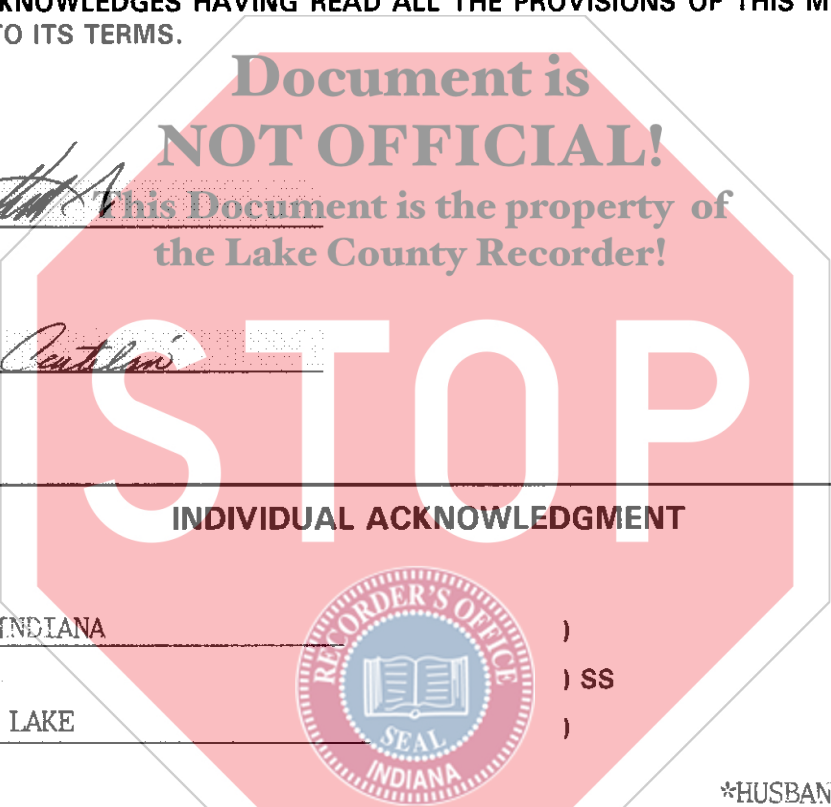 KNOWLEDGES HAVING READ ALL THE PROVISIONS OF THIS M
TO ITS TERMS.
Document is
NOT OFFICIAL!
This Document is the property of
the Lake County Recorder!
STOP
INDIVIDUAL ACKNOWLEDGMENT
INDIANA )
) SS
LAKE )
RECORDER'S OFFICE
SEAL
INDIANA
*HUSBAN